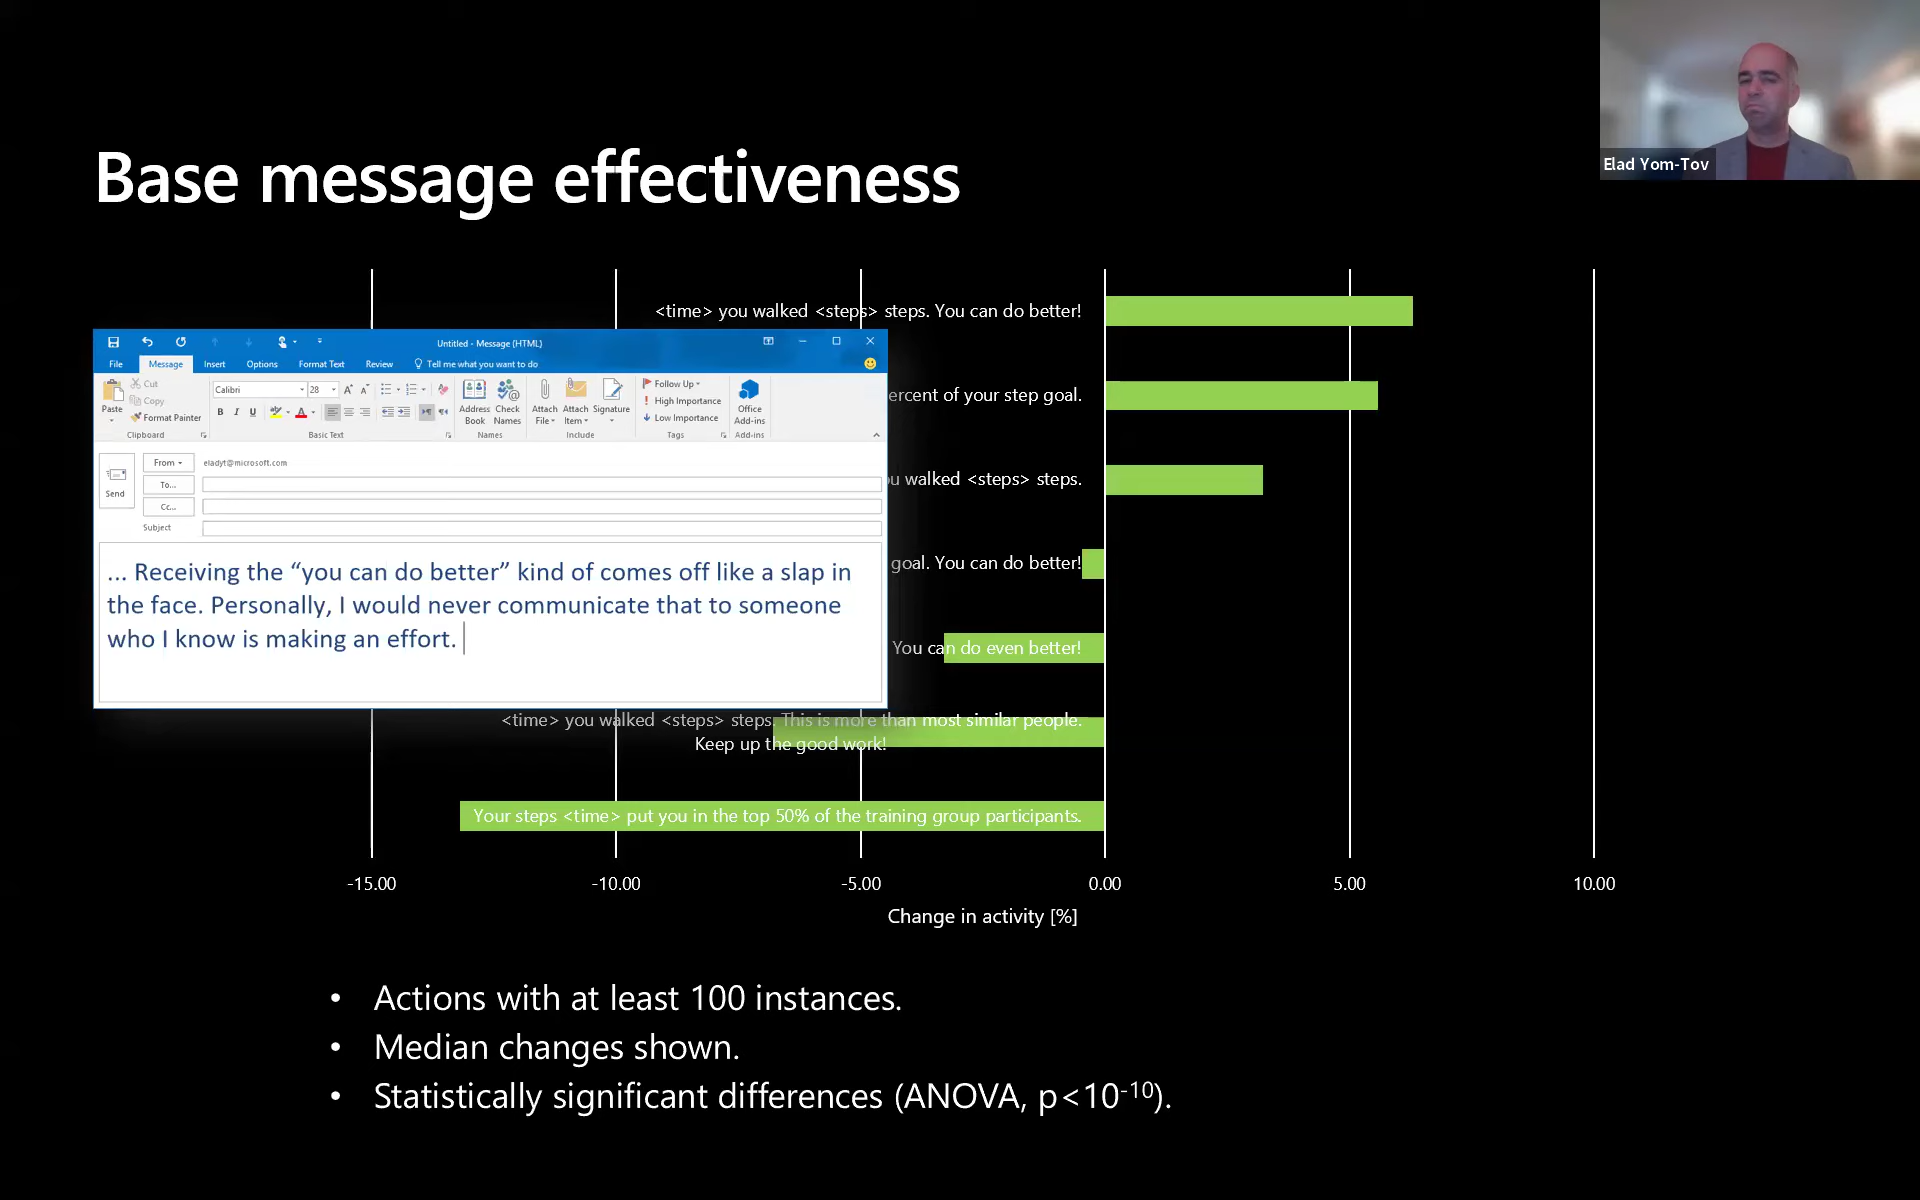 Elad Yom-Tov
Base message effectiveness
<time> you walked <steps> steps. You can do better!
ercent of your step goal.
u walked <steps> steps.
goal. You can do better!
You can do even better!
<time> you walked <steps> steps. This is more than most similar people.
Keep up the good work!
Your steps <time> put you in the top 50% of the training group participants.
Untitled - Message (HTML)
File Message Insert Options Format Text Review Tell me what you want to do
Paste
Cut
Copy
Format Painter
Clipboard
Calibri 28
B I U
Basic Text
Address Book
Check Names
Names
Attach File
Attach Item
Signature
Include
Follow Up
High Importance
Low Importance
Tags
Office Add-ins
Add-ins
Send
From
eladyt@microsoft.com
To...
Cc...
Subject
... Receiving the “you can do better” kind of comes off like a slap in
the face. Personally, I would never communicate that to someone
who I know is making an effort.
-15.00 -10.00 -5.00 0.00 5.00 10.00
Change in activity [%]
• Actions with at least 100 instances.
• Median changes shown.
• Statistically significant differences (ANOVA, p<10-10).